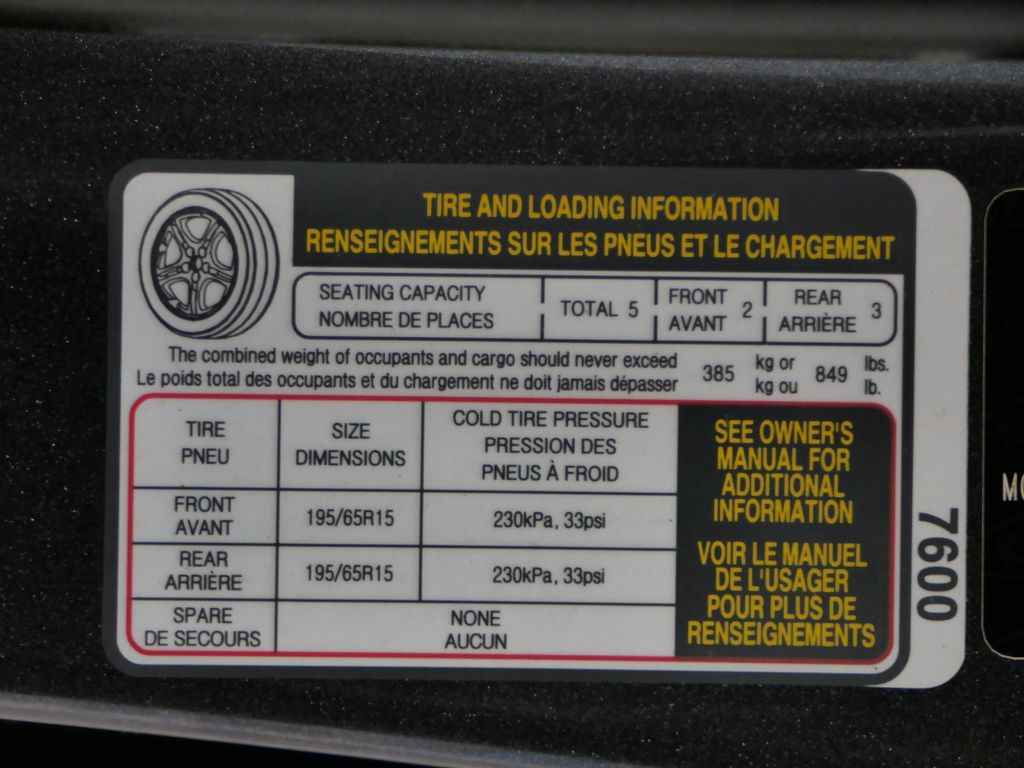 TIRE AND LOADING INFORMATION
RENSEIGNEMENTS SUR LES PNEUS ET LE CHARGEMENT
SEATING CAPACITY
NOMBRE DE PLACES
TOTAL 5
FRONT
AVANT
2
REAR
ARRIÈRE
3
The combined weight of occupants and cargo should never exceed
Le poids total des occupants et du chargement ne doit jamais dépasser
385
kg or
kg ou
849
lbs.
lb.
TIRE
PNEU
SIZE
DIMENSIONS
COLD TIRE PRESSURE
PRESSION DES
PNEUS À FROID
FRONT
AVANT
195/65R15
230kPa, 33psi
REAR
ARRIÈRE
195/65R15
230kPa, 33psi
SPARE
DE SECOURS
NONE
AUCUN
SEE OWNER'S
MANUAL FOR
ADDITIONAL
INFORMATION
VOIR LE MANUEL
DE L'USAGER
POUR PLUS DE
RENSEIGNEMENTS
7600